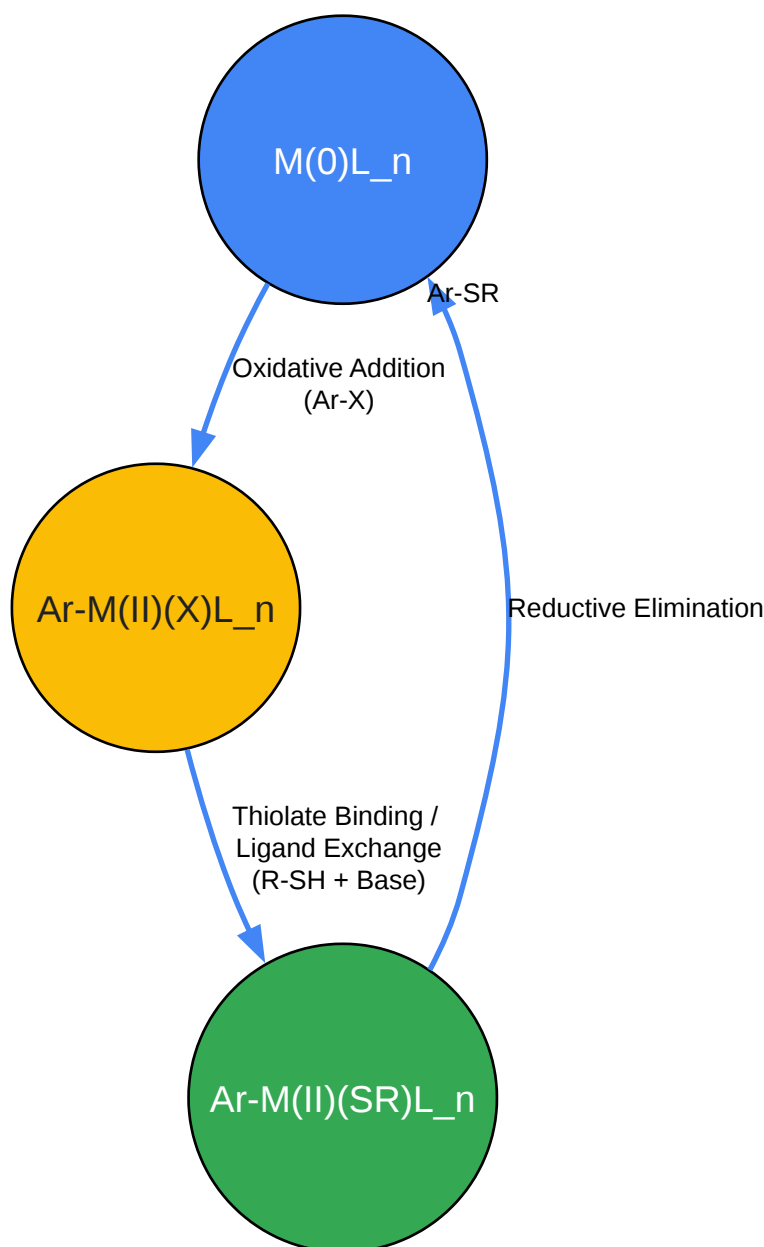 M(0)L_n
Ar-SR
Oxidative Addition
(Ar-X)
Ar-M(II)(X)L_n
Reductive Elimination
Thiolate Binding /
Ligand Exchange
(R-SH + Base)
Ar-M(II)(SR)L_n